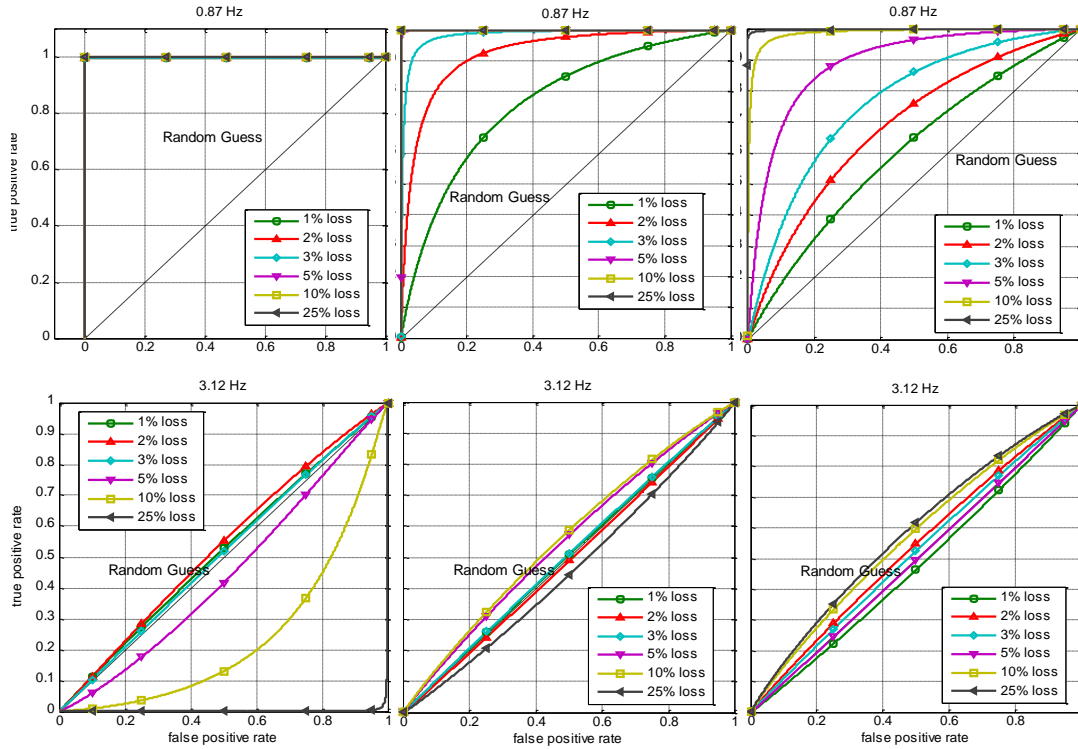 0.87 Hz
1
0.8
0.6
0.4
0.2
0
true positive rate
Random Guess
1% loss
2% loss
3% loss
5% loss
10% loss
25% loss
0 0.2 0.4 0.6 0.8 1
0.87 Hz
Random Guess
1% loss
2% loss
3% loss
5% loss
10% loss
25% loss
0 0.2 0.4 0.6 0.8 1
0.87 Hz
Random Guess
1% loss
2% loss
3% loss
5% loss
10% loss
25% loss
0 0.2 0.4 0.6 0.8
3.12 Hz
1
0.9
0.8
0.7
0.6
0.5
0.4
0.3
0.2
0.1
0
true positive rate
1% loss
2% loss
3% loss
5% loss
10% loss
25% loss
Random Guess
0 0.2 0.4 0.6 0.8 1
false positive rate
3.12 Hz
Random Guess
1% loss
2% loss
3% loss
5% loss
10% loss
25% loss
0 0.2 0.4 0.6 0.8 1
false positive rate
3.12 Hz
Random Guess
1% loss
2% loss
3% loss
5% loss
10% loss
25% loss
0 0.2 0.4 0.6 0.8
false positive rate